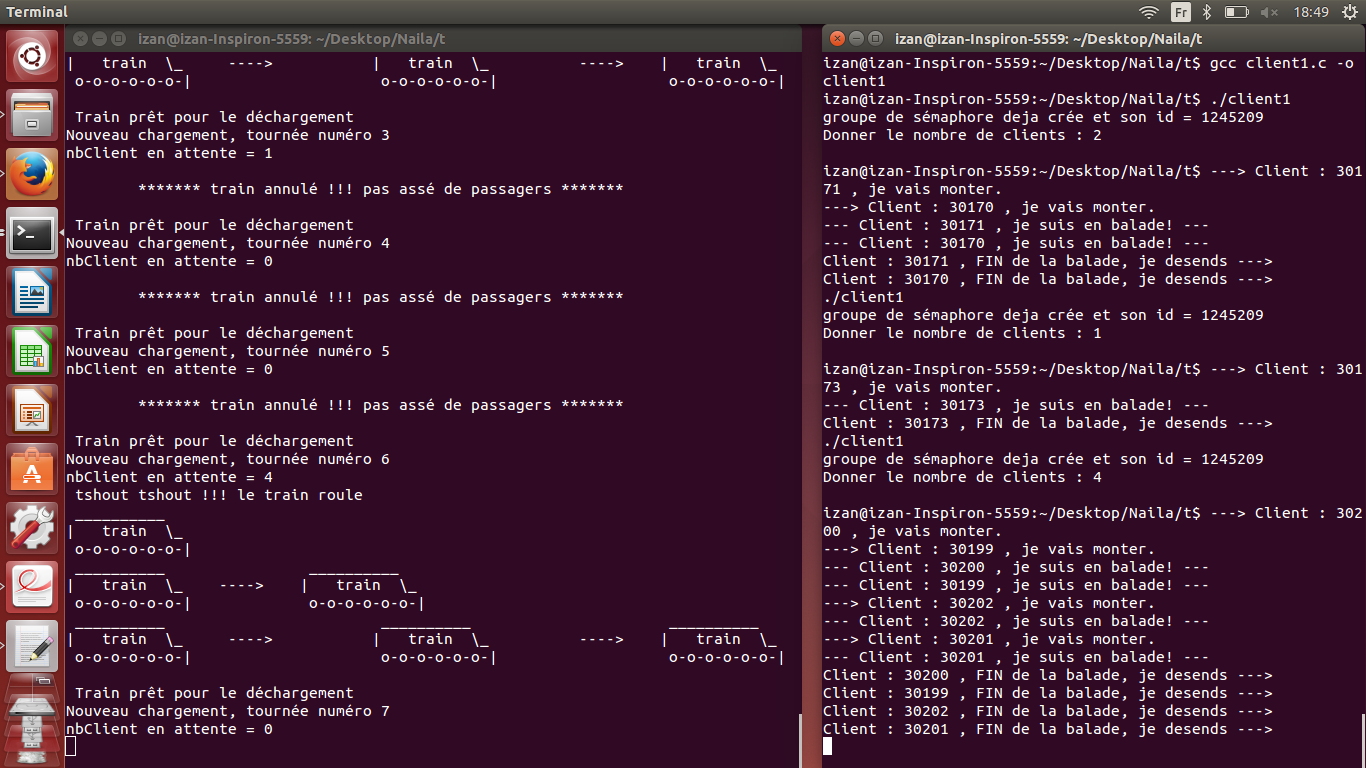 Terminal
Fr
18:49
izan@izan-Inspiron-5559: ~/Desktop/Naila/t
|   train  \_     ---->           |   train  \_          ---->    |   train  \_
 o-o-o-o-o-o-|                     o-o-o-o-o-o-|                   o-o-o-o-o-o-|
 Train prêt pour le déchargement
Nouveau chargement, tournée numéro 3
nbClient en attente = 1
        ******* train annulé !!! pas assé de passagers *******
 Train prêt pour le déchargement
Nouveau chargement, tournée numéro 4
nbClient en attente = 0
        ******* train annulé !!! pas assé de passagers *******
 Train prêt pour le déchargement
Nouveau chargement, tournée numéro 5
nbClient en attente = 0
        ******* train annulé !!! pas assé de passagers *******
 Train prêt pour le déchargement
Nouveau chargement, tournée numéro 6
nbClient en attente = 4
 tshout tshout !!! le train roule
 __________
|   train  \_
 o-o-o-o-o-o-|
 __________                __________
|   train  \_    ---->    |   train  \_
 o-o-o-o-o-o-|             o-o-o-o-o-o-|
 __________                        __________                      __________
|   train  \_     ---->           |   train  \_          ---->    |   train  \_
 o-o-o-o-o-o-|                     o-o-o-o-o-o-|                   o-o-o-o-o-o-|
 Train prêt pour le déchargement
Nouveau chargement, tournée numéro 7
nbClient en attente = 0
izan@izan-Inspiron-5559: ~/Desktop/Naila/t
izan@izan-Inspiron-5559:~/Desktop/Naila/t$ gcc client1.c -o
client1
izan@izan-Inspiron-5559:~/Desktop/Naila/t$ ./client1
groupe de sémaphore deja crée et son id = 1245209
Donner le nombre de clients : 2
izan@izan-Inspiron-5559:~/Desktop/Naila/t$ ---> Client : 301
71 , je vais monter.
---> Client : 30170 , je vais monter.
--- Client : 30171 , je suis en balade! ---
--- Client : 30170 , je suis en balade! ---
Client : 30171 , FIN de la balade, je desends --->
Client : 30170 , FIN de la balade, je desends --->
./client1
groupe de sémaphore deja crée et son id = 1245209
Donner le nombre de clients : 1
izan@izan-Inspiron-5559:~/Desktop/Naila/t$ ---> Client : 301
73 , je vais monter.
--- Client : 30173 , je suis en balade! ---
Client : 30173 , FIN de la balade, je desends --->
./client1
groupe de sémaphore deja crée et son id = 1245209
Donner le nombre de clients : 4
izan@izan-Inspiron-5559:~/Desktop/Naila/t$ ---> Client : 302
00 , je vais monter.
---> Client : 30199 , je vais monter.
--- Client : 30200 , je suis en balade! ---
--- Client : 30199 , je suis en balade! ---
---> Client : 30202 , je vais monter.
--- Client : 30202 , je suis en balade! ---
---> Client : 30201 , je vais monter.
--- Client : 30201 , je suis en balade! ---
Client : 30200 , FIN de la balade, je desends --->
Client : 30199 , FIN de la balade, je desends --->
Client : 30202 , FIN de la balade, je desends --->
Client : 30201 , FIN de la balade, je desends --->